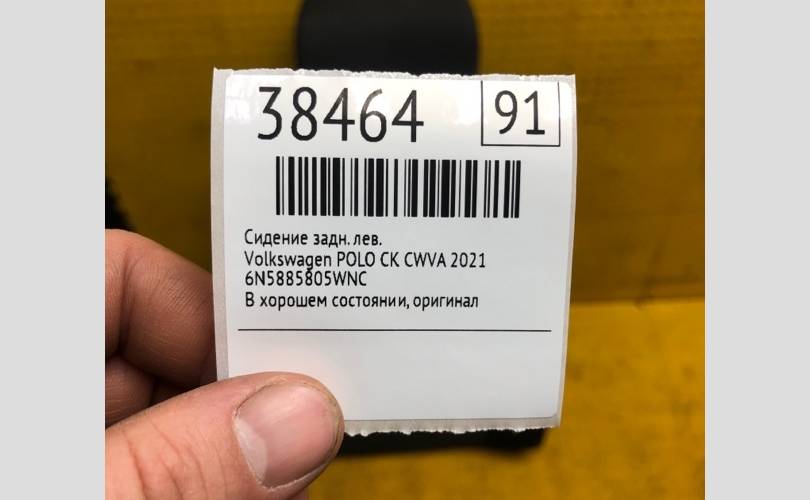 38464 91
Сидение задн. лев.
Volkswagen POLO CK CWVA 2021
6N5885805WNC
В хорошем состоянии, оригинал